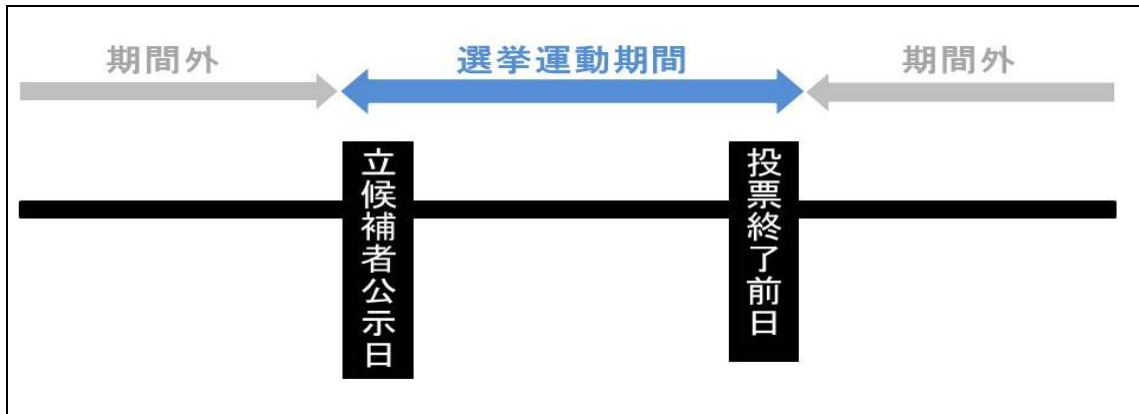 期間外
選挙運動期間
期間外
立候補者公示日
投票終了前日